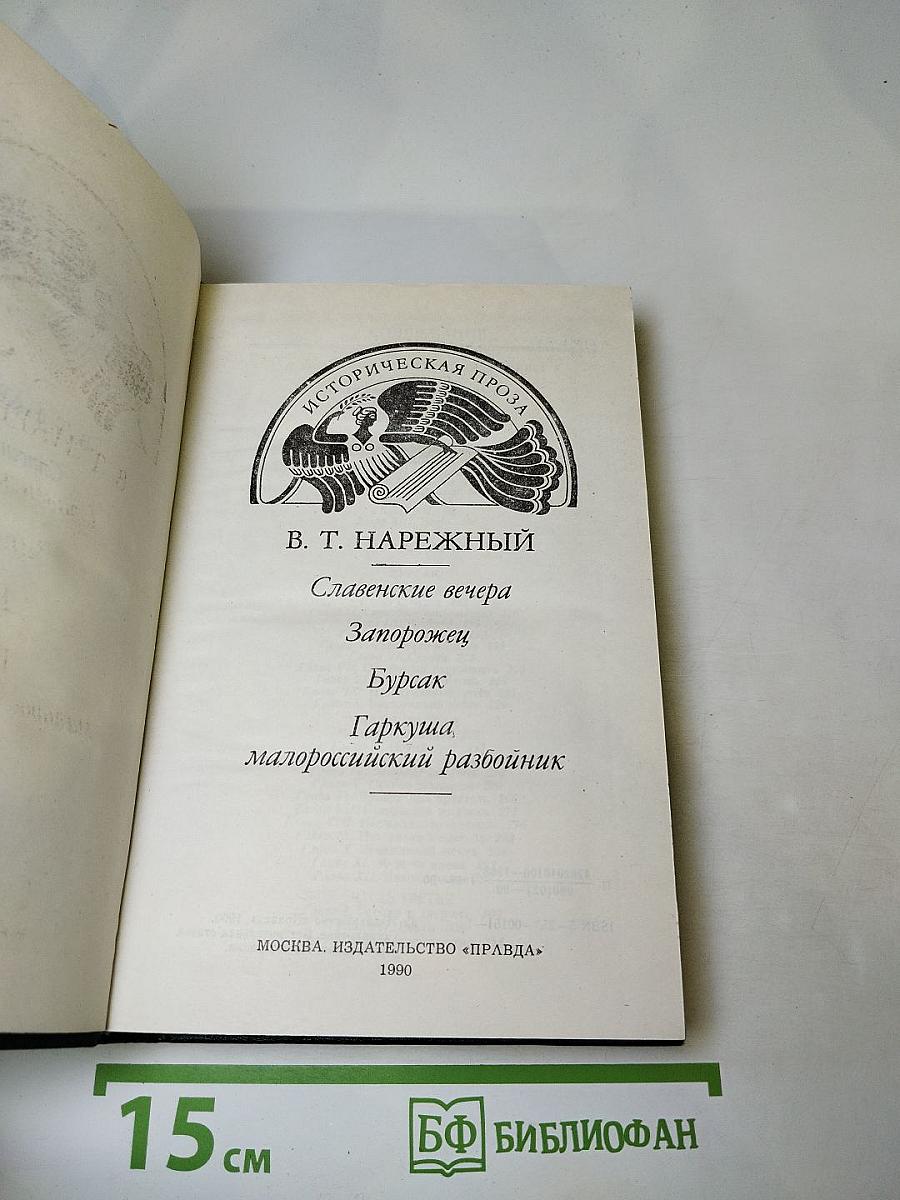 ИСТОРИЧЕСКАЯ ПРОЗА
В. Т. НАРЕЖНЫЙ
Славенские вечера
Запорожец
Бурсак
Гаркуша,
малороссийский разбойник
МОСКВА. ИЗДАТЕЛЬСТВО «ПРАВДА»
1990
15 см
БФ БИБЛИОФАН